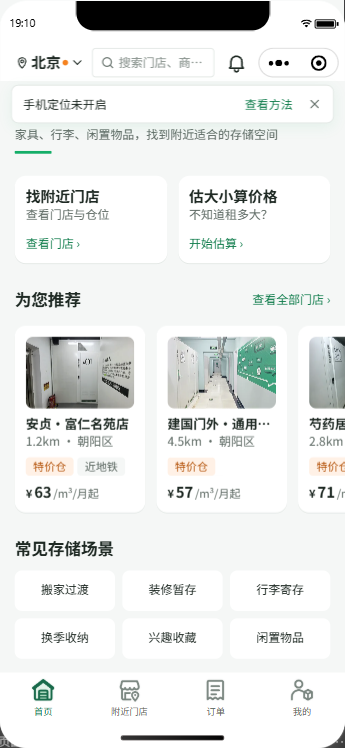 19:10
北京
搜索门店、商…
手机定位未开启
查看方法
家具、行李、闲置物品，找到附近适合的存储空间
找附近门店
查看门店与仓位
查看门店 ›
估大小算价格
不知道租多大？
开始估算 ›
为您推荐
查看全部门店 ›
安贞·富仁名苑店
1.2km · 朝阳区
特价仓 近地铁
¥63/m³/月起
建国门外·通用…
4.5km · 朝阳区
特价仓
¥57/m³/月起
芍药居
2.8km
特价仓
¥71/
常见存储场景
搬家过渡
装修暂存
行李寄存
换季收纳
兴趣收藏
闲置物品
首页
附近门店
订单
我的